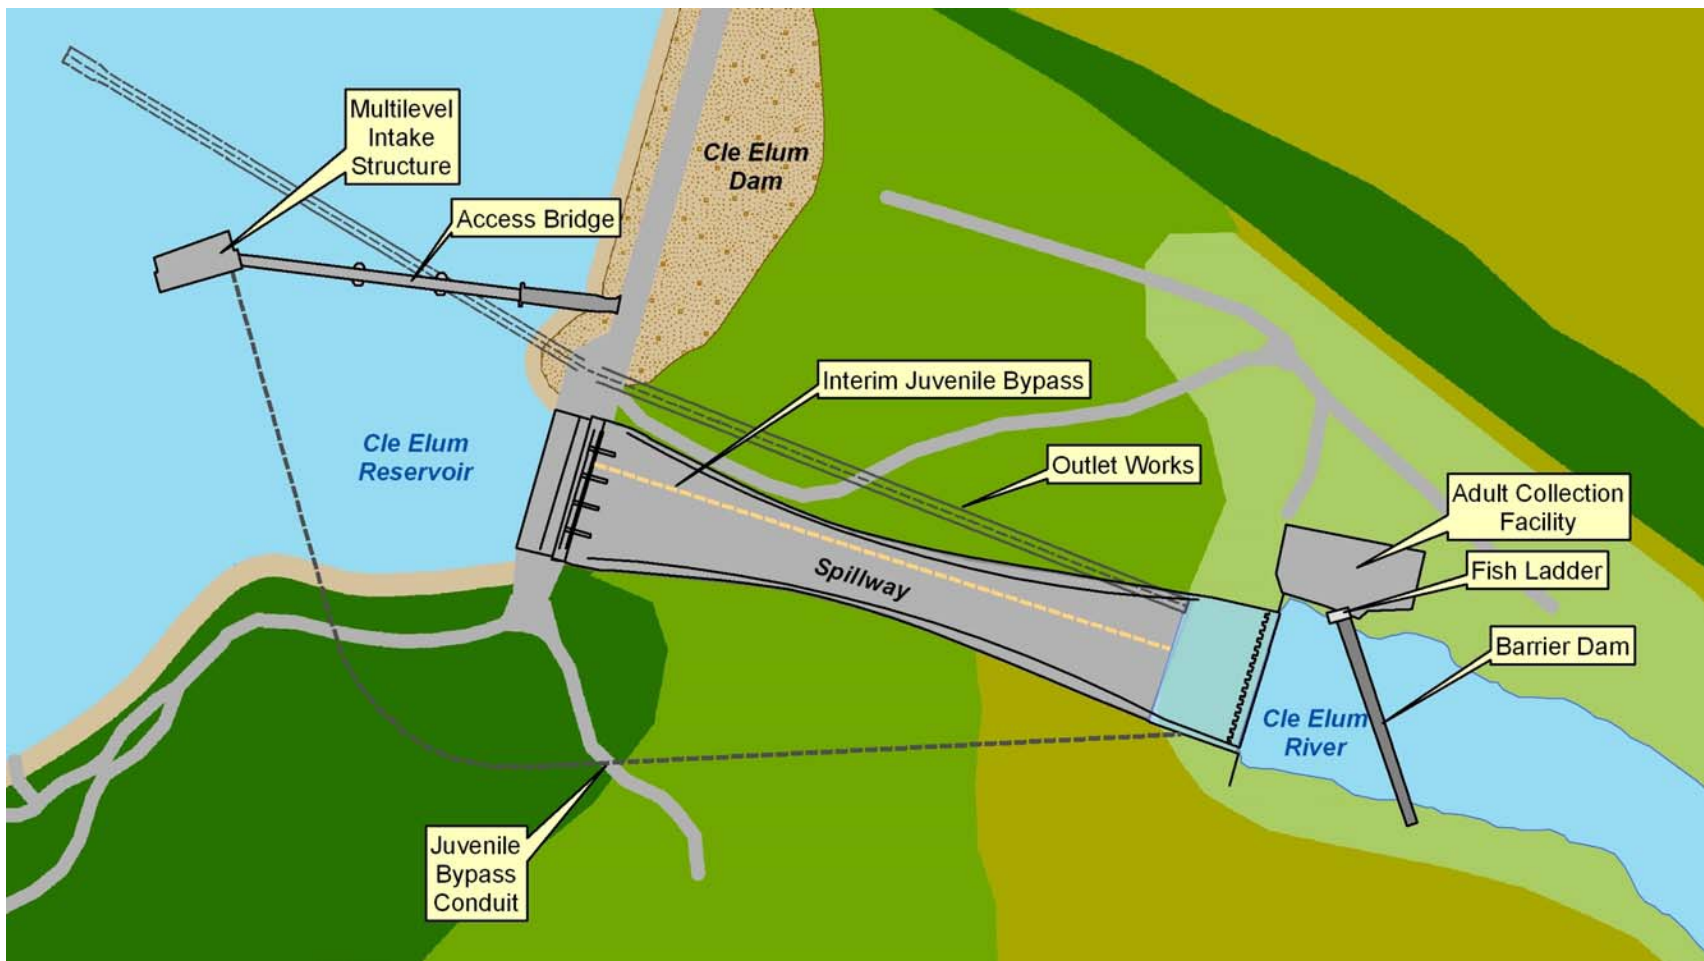 Multilevel
Intake
Structure
Cle Elum
Dam
Access Bridge
Interim Juvenile Bypass
Cle Elum
Reservoir
Outlet Works
Adult Collection
Facility
Fish Ladder
Spillway
Barrier Dam
Cle Elum
River
Juvenile
Bypass
Conduit